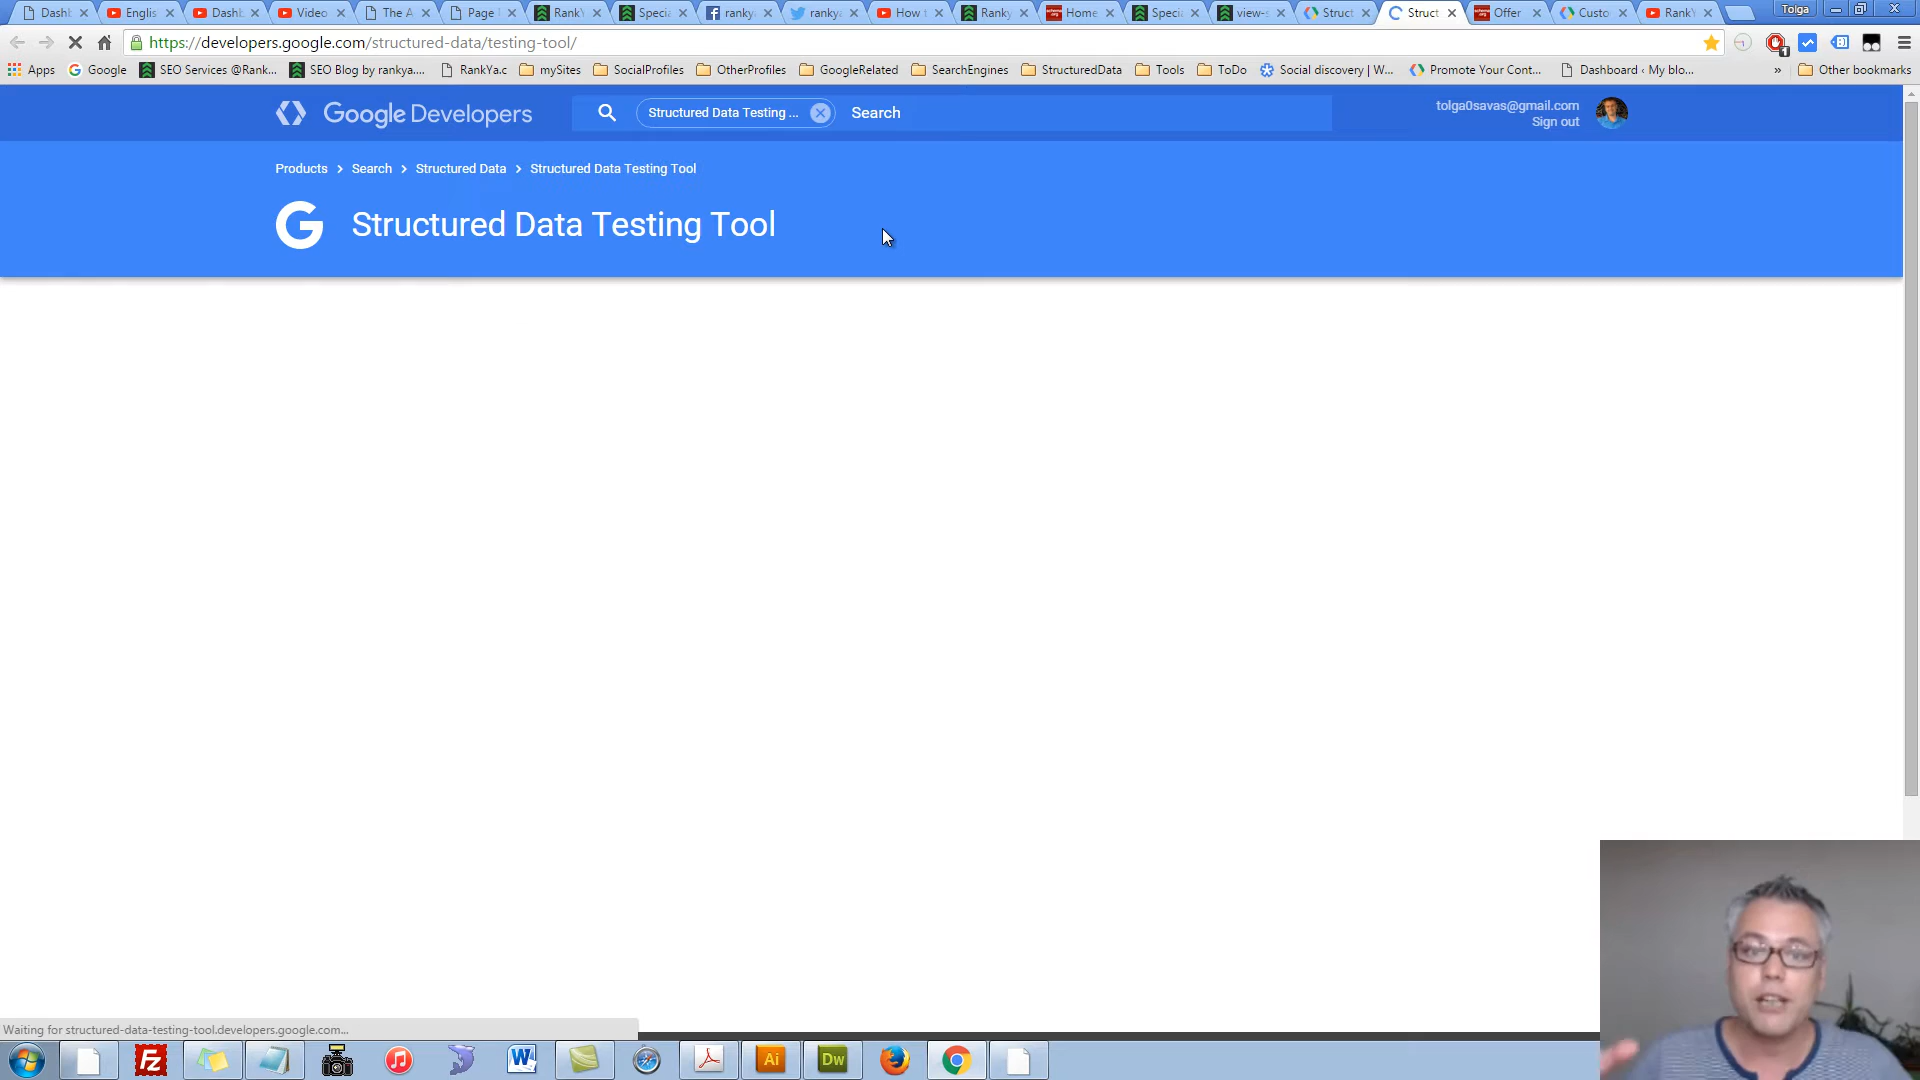 Dash
Englis
Dash
Video
The A
Page
Rank
Specia
ranky
ranky
How
Ranky
Home
Specia
view-s
Struct
Struct
Offer
Custo
Rank
Tolga
https://developers.google.com/structured-data/testing-tool/
Apps
Google
SEO Services @Rank...
SEO Blog by rankya....
RankYa.c
mySites
SocialProfiles
OtherProfiles
GoogleRelated
SearchEngines
StructuredData
Tools
ToDo
Social discovery | W...
Promote Your Cont...
Dashboard ‹ My blo...
»
Other bookmarks
Google Developers
Structured Data Testing ...
Search
tolga0savas@gmail.com
Sign out
Products > Search > Structured Data > Structured Data Testing Tool
G
Structured Data Testing Tool
Waiting for structured-data-testing-tool.developers.google.com...
Fz
W
Ai
Dw